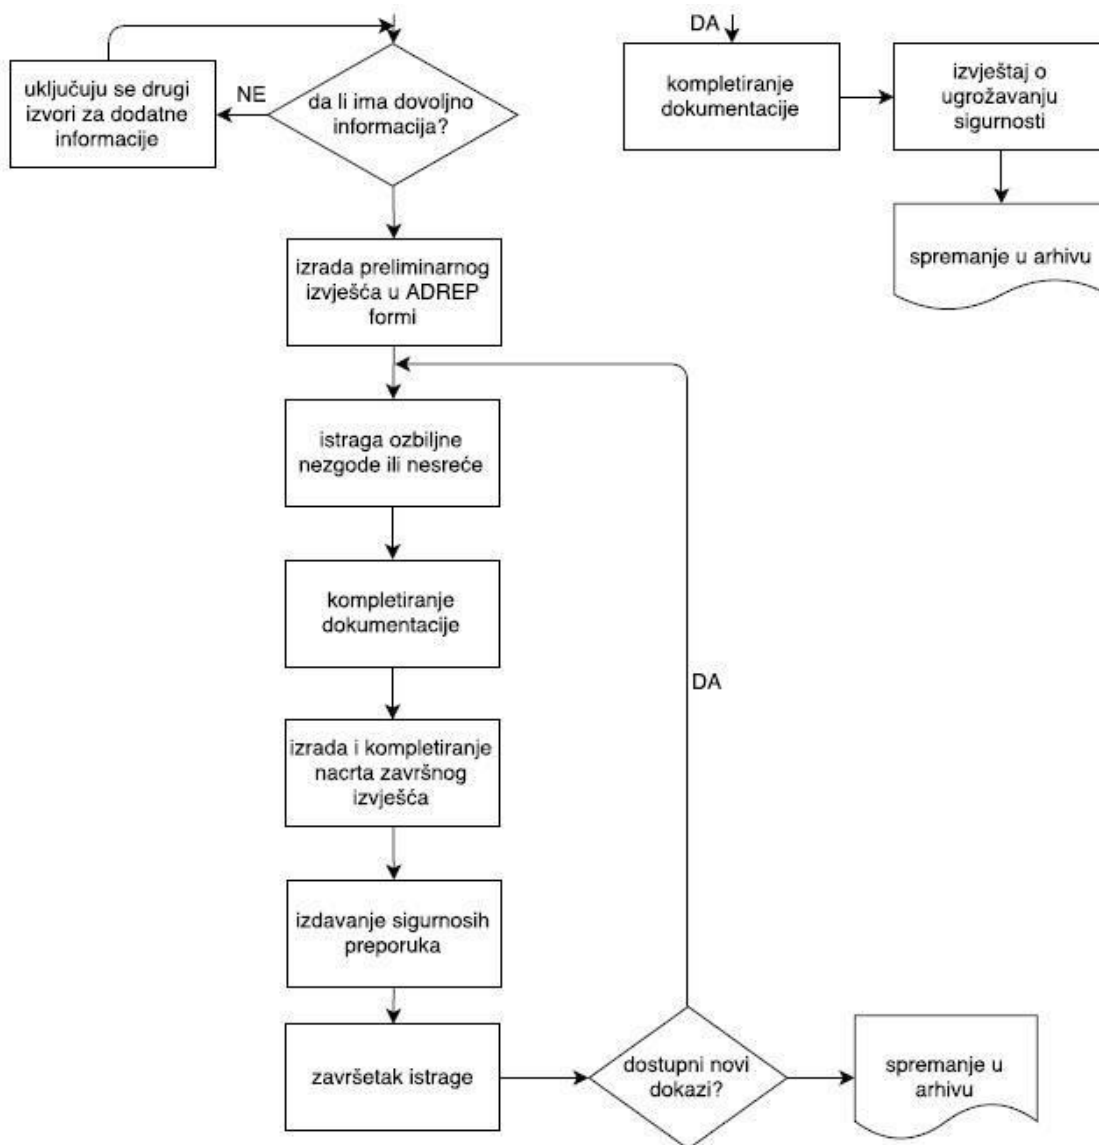 DA
uključuju se drugi
izvori za dodatne
informacije
NE
da li ima dovoljno
informacija?
kompletiranje
dokumentacije
izvještaj o
ugrožavanju
sigurnosti
spremanje u arhivu
izrada preliminarnog
izvješća u ADREP
formi
istraga ozbiljne
nezgode ili nesreće
kompletiranje
dokumentacije
DA
izrada i kompletiranje
nacrta završnog
izvješća
izdavanje sigurnosih
preporuka
završetak istrage
dostupni novi
dokazi?
spremanje u
arhivu